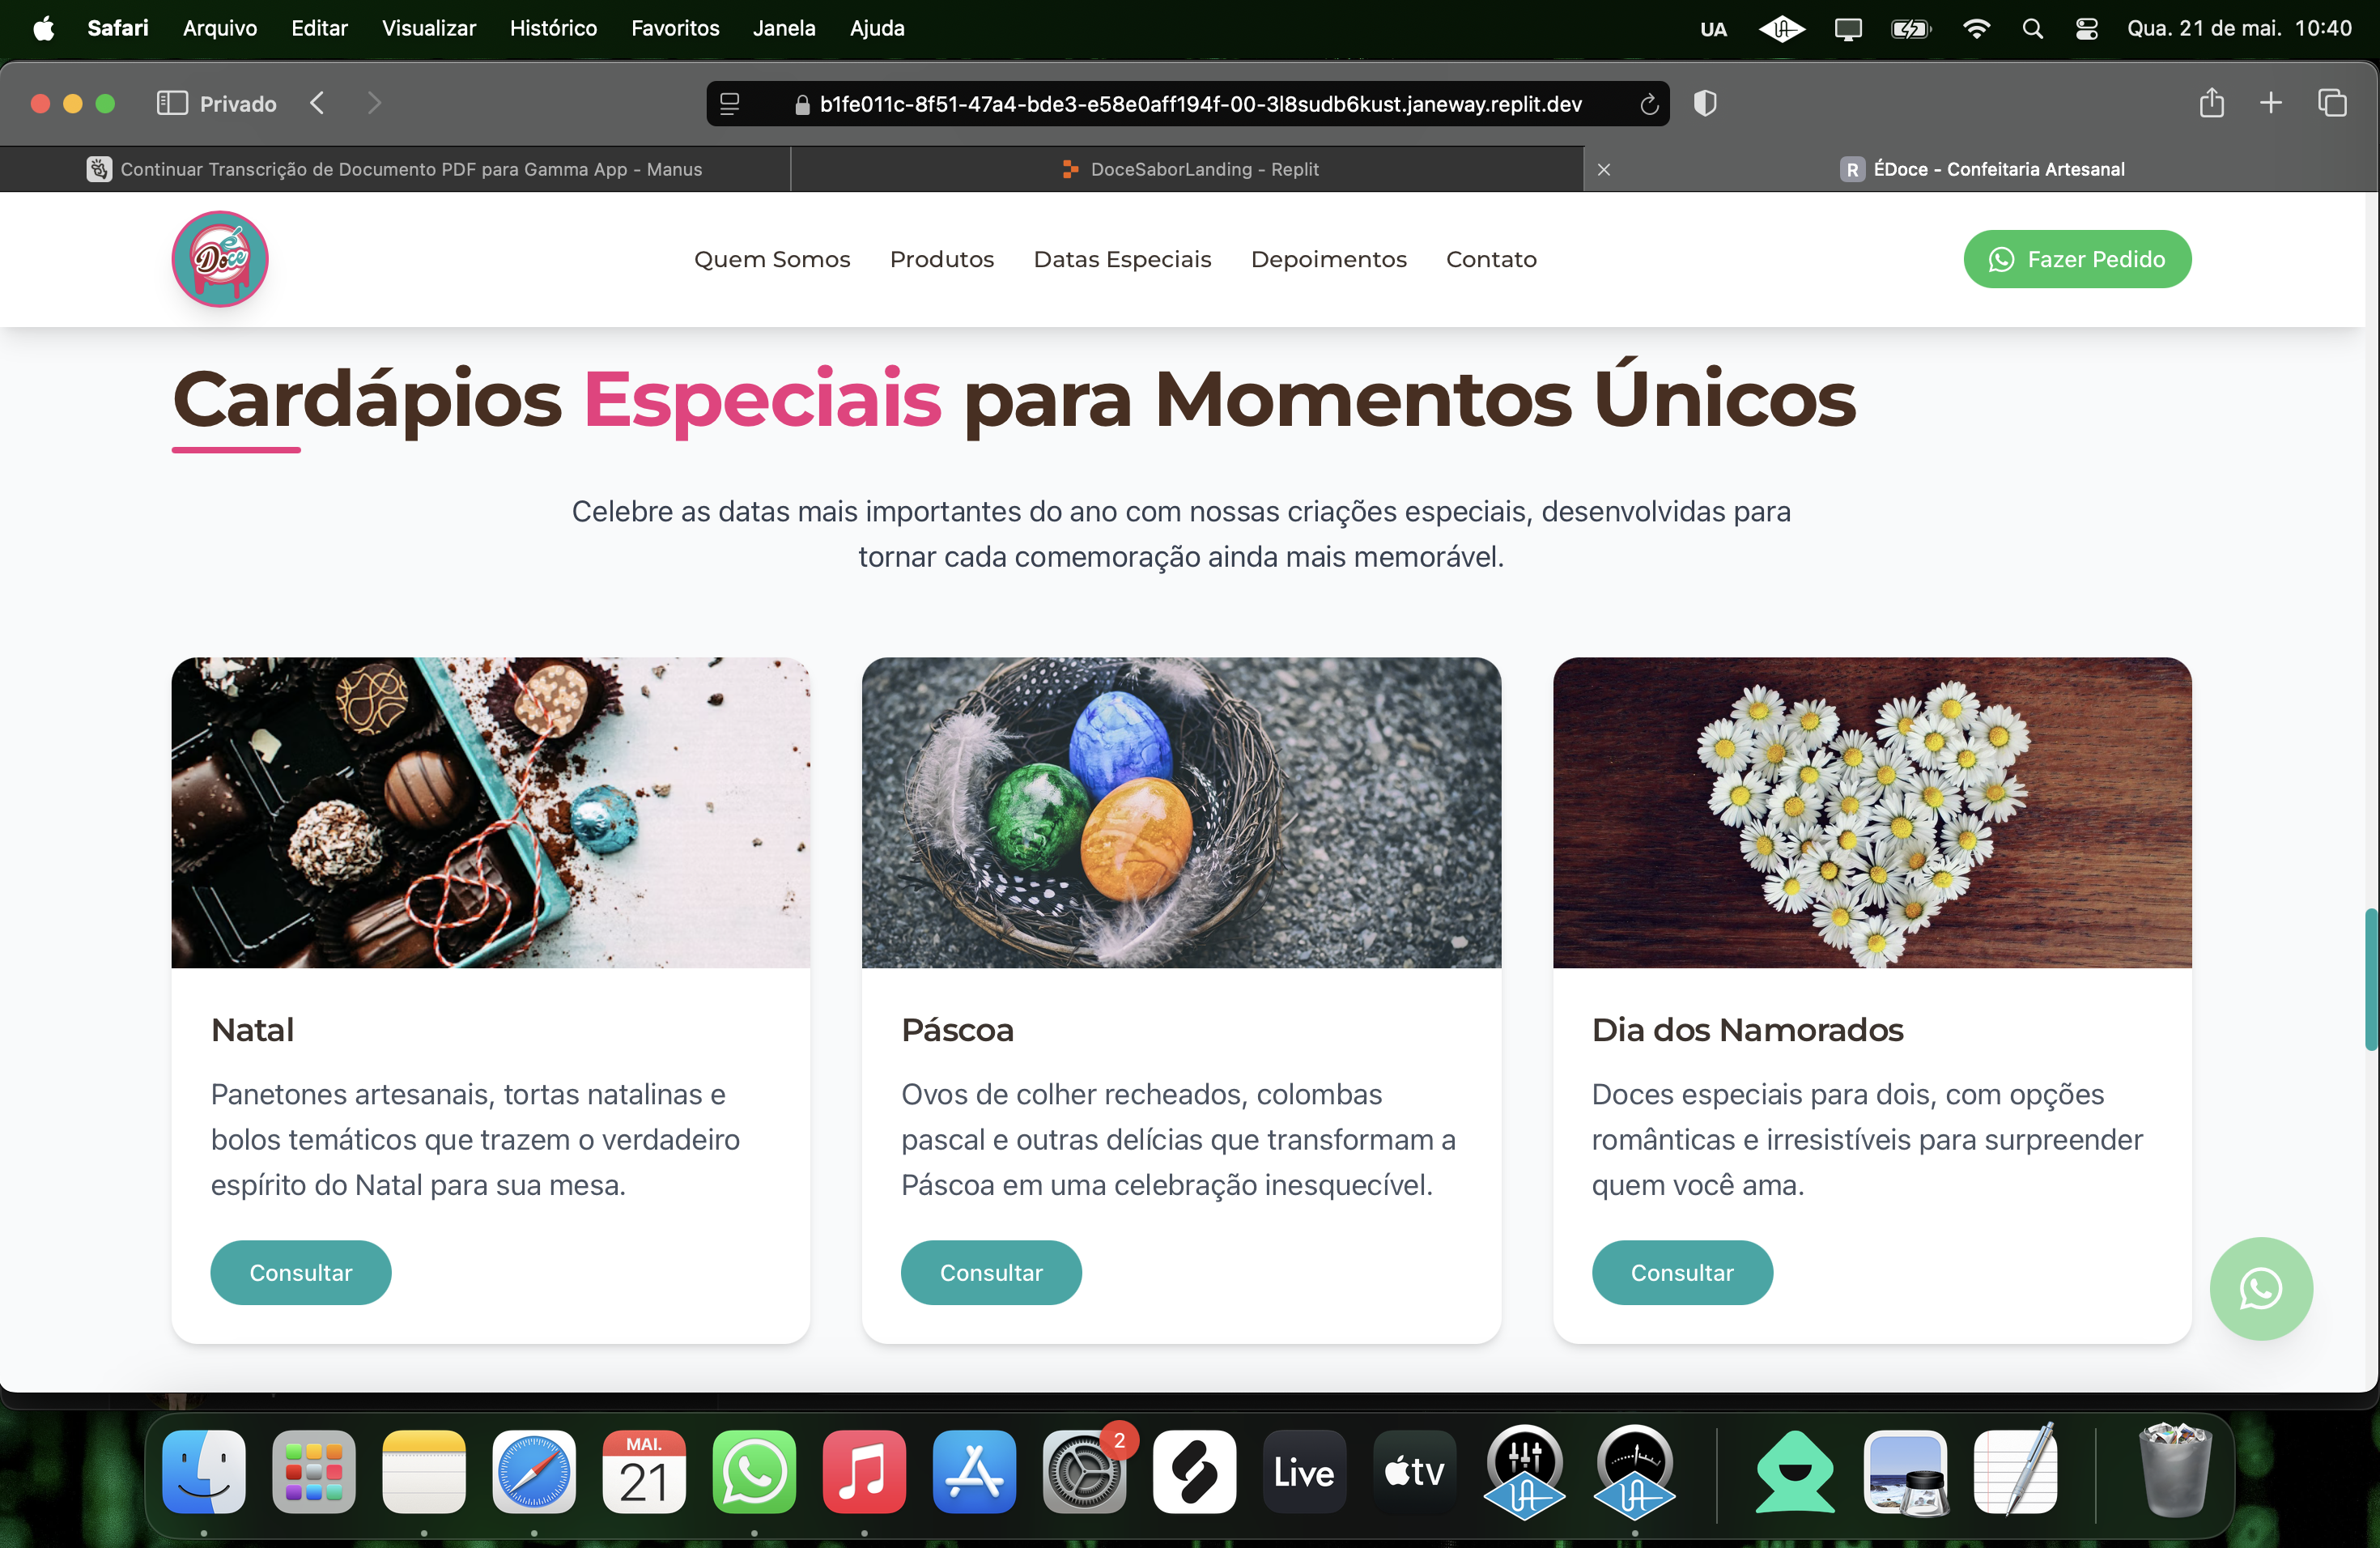 Safari Arquivo Editar Visualizar Histórico Favoritos Janela Ajuda UA Qua. 21 de mai. 10:40
Privado b1fe011c-8f51-47a4-bde3-e58e0aff194f-00-3l8sudb6kust.janeway.replit.dev
Continuar Transcrição de Documento PDF para Gamma App - Manus DoceSaborLanding - Replit R ÉDoce - Confeitaria Artesanal
é
Doce
Quem Somos Produtos Datas Especiais Depoimentos Contato Fazer Pedido
Cardápios Especiais para Momentos Únicos
Celebre as datas mais importantes do ano com nossas criações especiais, desenvolvidas para
tornar cada comemoração ainda mais memorável.
Natal
Panetones artesanais, tortas natalinas e
bolos temáticos que trazem o verdadeiro
espírito do Natal para sua mesa.
Consultar
Páscoa
Ovos de colher recheados, colombas
pascal e outras delícias que transformam a
Páscoa em uma celebração inesquecível.
Consultar
Dia dos Namorados
Doces especiais para dois, com opções
românticas e irresistíveis para surpreender
quem você ama.
Consultar
MAI.
21
2
Live
tv
UA
UA